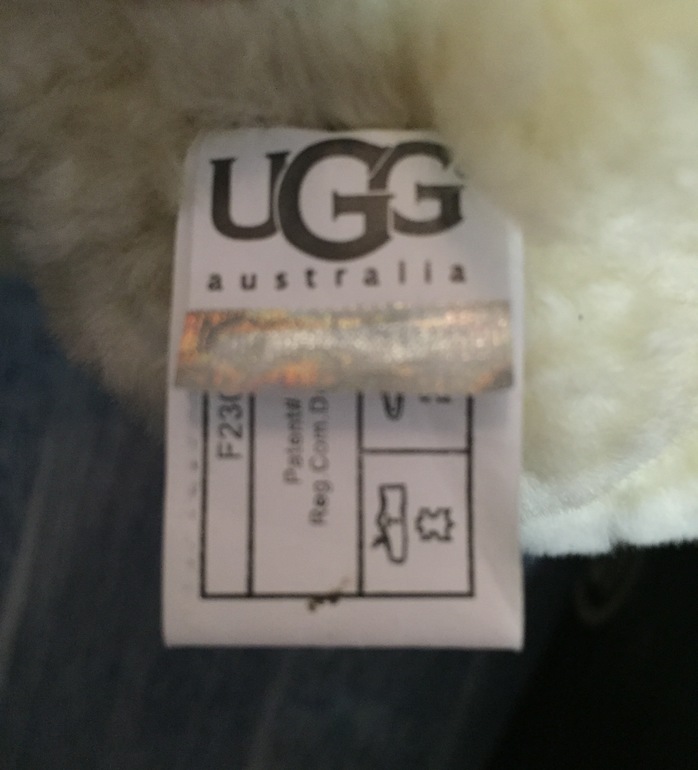 UGG
australia
F23
Patent#
Reg.Com.D